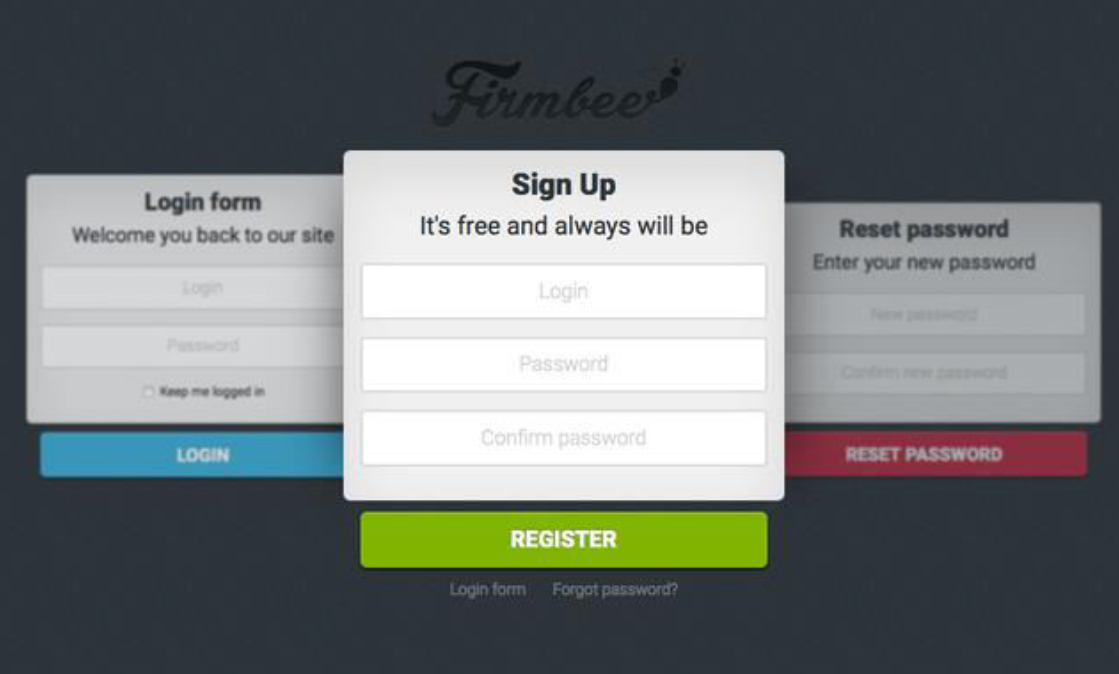 Firmbee
Login form
Welcome you back to our site
Login
Password
Keep me logged in
LOGIN
Sign Up
It's free and always will be
Login
Password
Confirm password
REGISTER
Login form Forgot password?
Reset password
Enter your new password
New password
Confirm new password
RESET PASSWORD